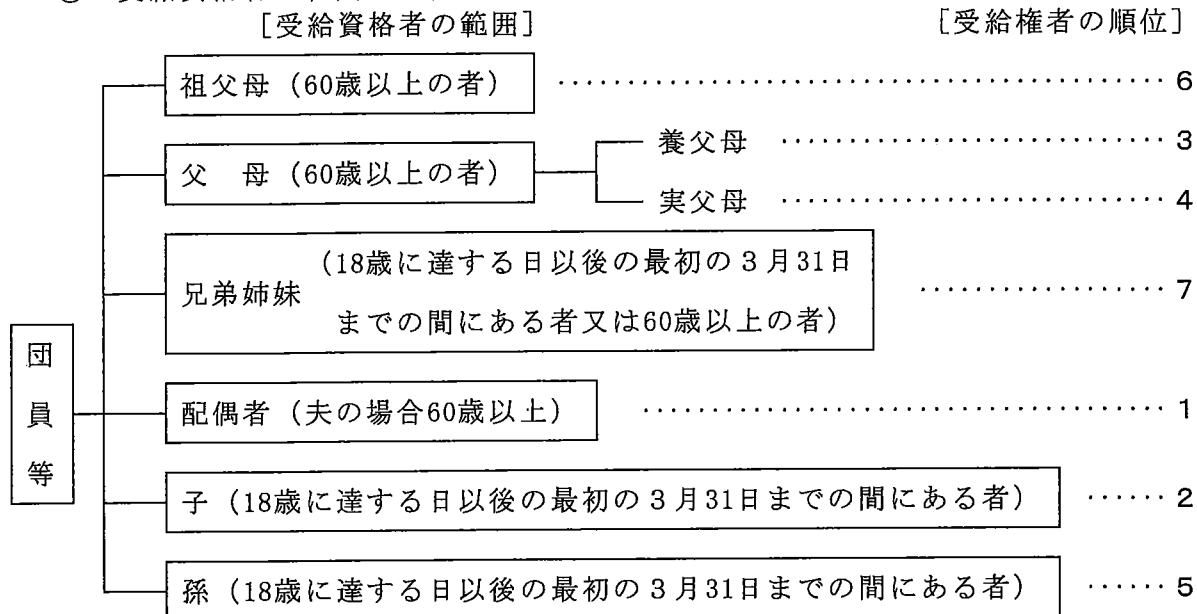 [受給資格者の範囲] [受給権者の順位]
祖父母(60歳以上の者) ‥‥‥‥‥‥‥‥‥‥‥‥‥‥‥‥‥‥‥‥ 6
養父母 ‥‥‥‥‥‥‥‥‥‥‥‥ 3
父 母(60歳以上の者)
実父母 ‥‥‥‥‥‥‥‥‥‥‥‥ 4
(18歳に達する日以後の最初の3月31日
兄弟姉妹 ‥‥‥‥‥‥ 7
までの間にある者又は60歳以上の者)
団員等
配偶者(夫の場合60歳以上) ‥‥‥‥‥‥‥‥‥‥‥‥‥‥‥‥ 1
子(18歳に達する日以後の最初の3月31日までの間にある者) ‥‥ 2
孫(18歳に達する日以後の最初の3月31日までの間にある者) ‥‥ 5